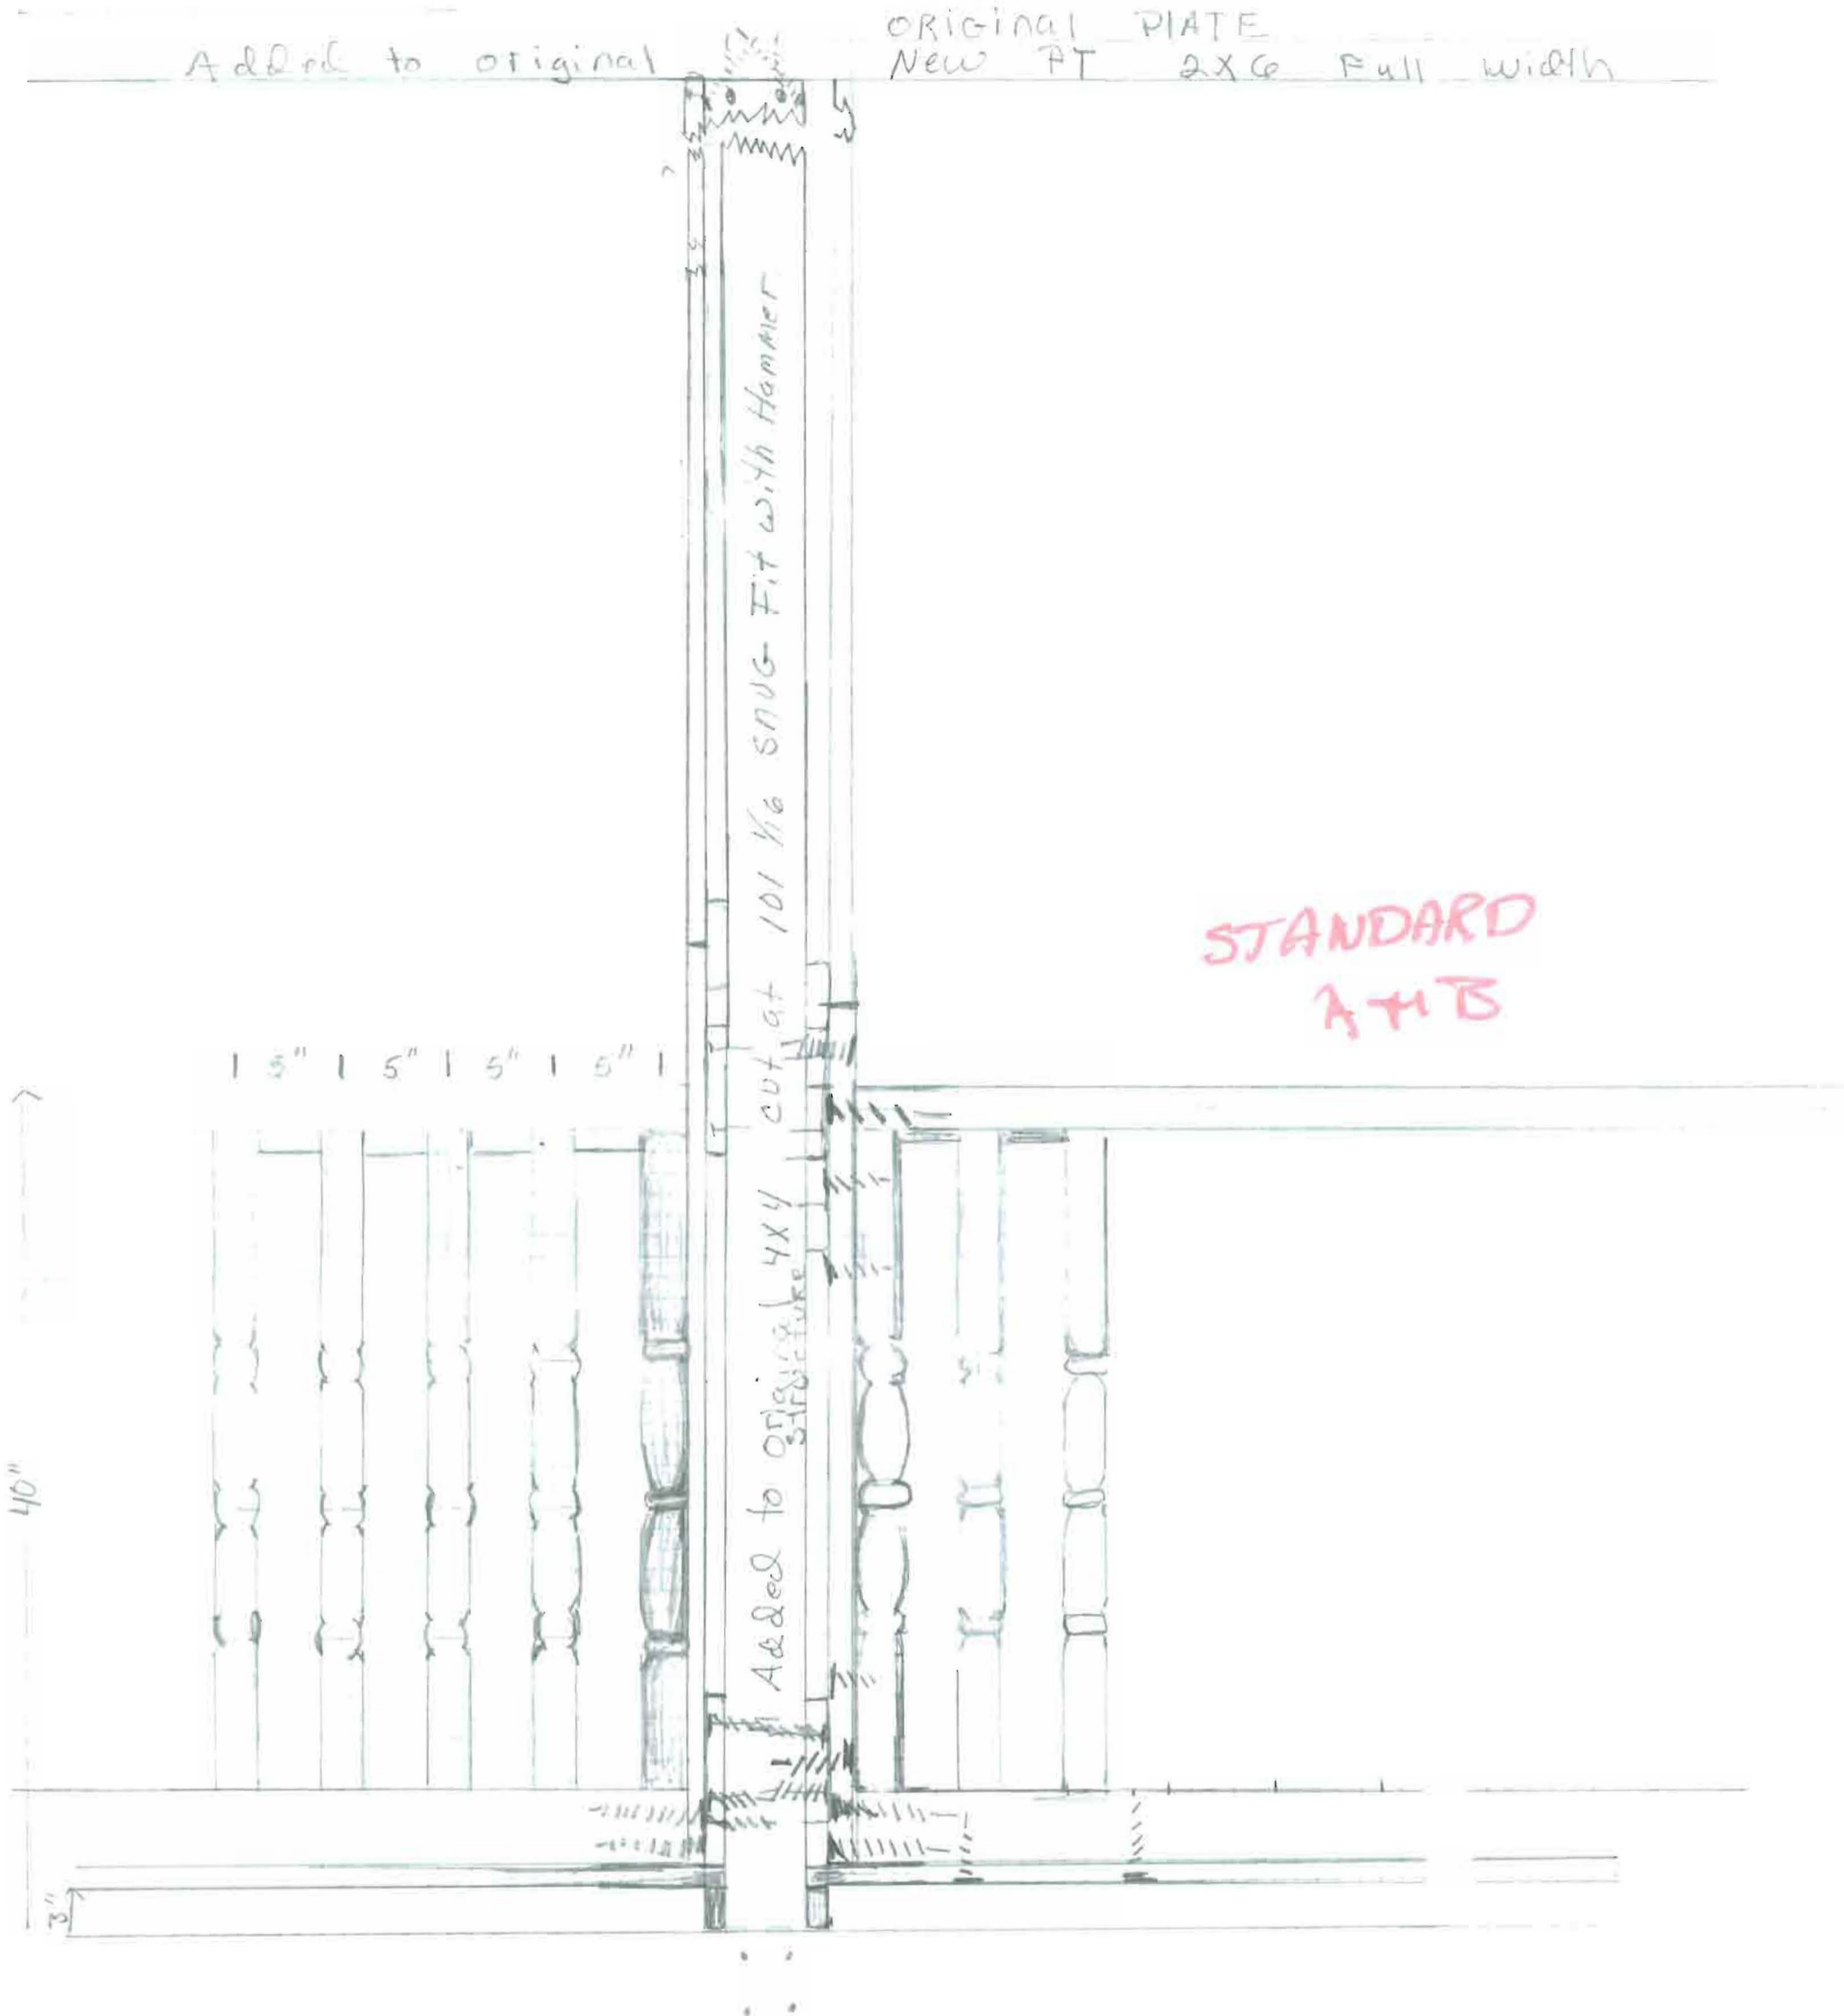 ORIGINAL PLATE
Added to original
New PT 2X6 Full width
Added to original 4X4 cut at 101 1/16 SNUG Fit with Hammer
STRUCTURE
STANDARD
5" 5" 5" 5"
40"
3"